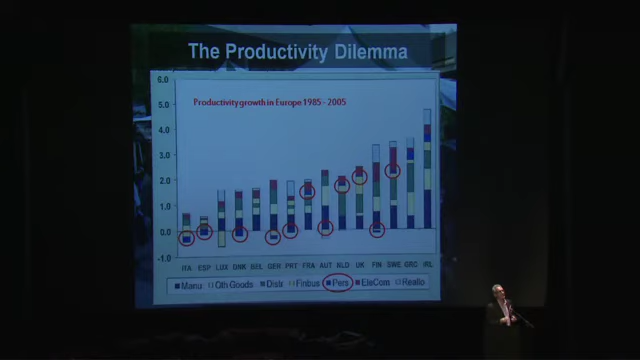 The Productivity Dilemma
6.0
Productivity growth in Europe 1985 - 2005
5.0
4.0
3.0
2.0
1.0
0.0
-1.0
ITA ESP LUX DNK BEL GER PRT FRA AUT NLD UK FIN SWE GRC IRL
Manu Oth Goods Distr Finbus Pers EleCom Reallo